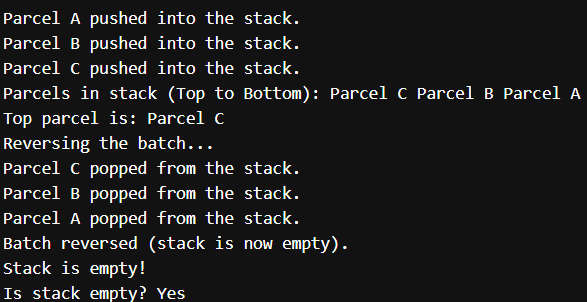 Parcel A pushed into the stack.
Parcel B pushed into the stack.
Parcel C pushed into the stack.
Parcels in stack (Top to Bottom): Parcel C Parcel B Parcel A
Top parcel is: Parcel C
Reversing the batch...
Parcel C popped from the stack.
Parcel B popped from the stack.
Parcel A popped from the stack.
Batch reversed (stack is now empty).
Stack is empty!
Is stack empty? Yes